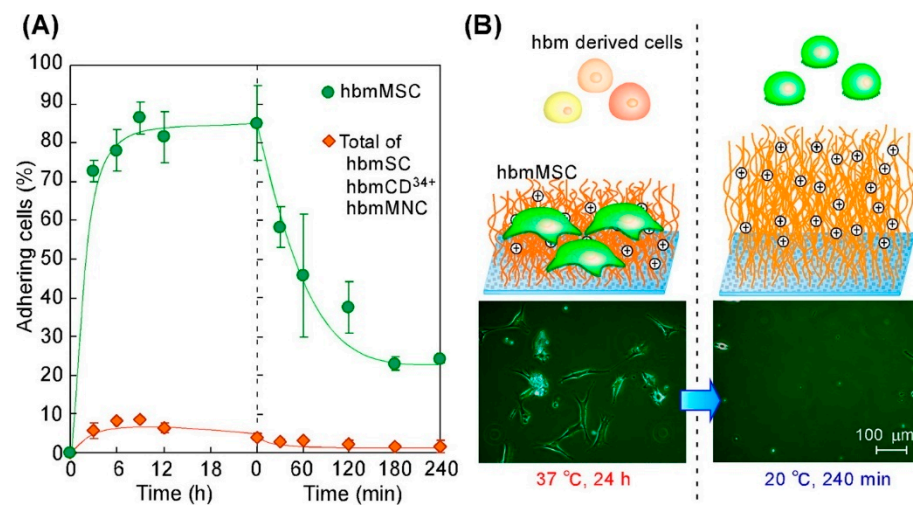 (A)
100
90
80
70
60
50
40
30
20
10
0
Adhering cells (%)
hbmMSC
Total of
hbmSC
hbmCD34+
hbmMNC
0 6 12 18 0 60 120 180 240
Time (h) Time (min)
(B)
hbm derived cells
hbmMSC
+
100 μm
37 ℃, 24 h
20 ℃, 240 min